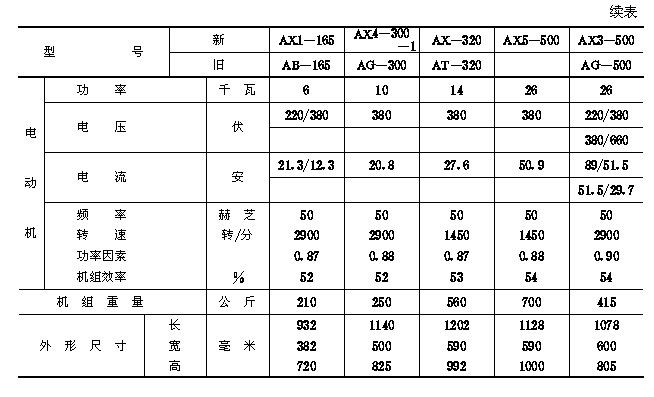 续表
型 号 新 AX1—165 AX4—300—1 AX—320 AX5—500 AX3—500
旧 AB—165 AG—300 AT—320 AG—500
电动机 功 率 千 瓦 6 10 14 26 26
电 压 伏 220/380 380 380 380 220/380
380/660
电 流 安 21.3/12.3 20.8 27.6 50.9 89/51.5
51.5/29.7
频 率 赫 芝 50 50 50 50 50
转 速 转/分 2900 2900 1450 1450 2900
功率因素 0.87 0.88 0.87 0.88 0.90
机组效率 % 52 52 53 54 54
机 组 重 量 公 斤 210 250 560 700 415
外 形 尺 寸 长 毫 米 932 1140 1202 1128 1078
宽 382 500 590 590 600
高 720 825 992 1000 805